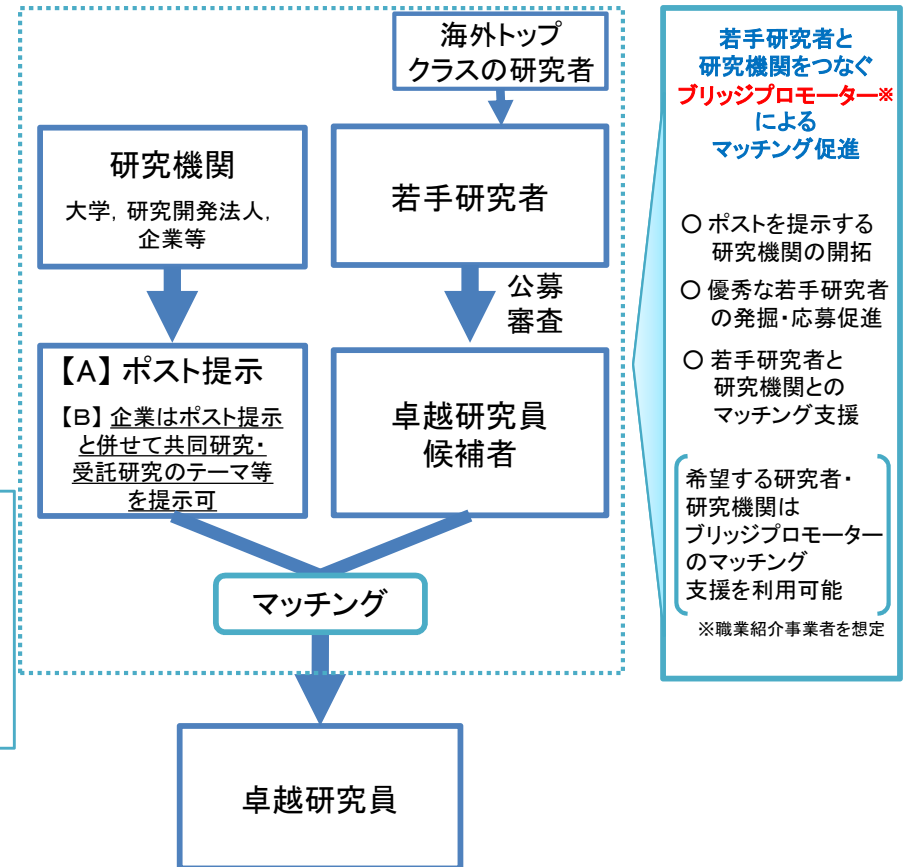 海外トップ
クラスの研究者
研究機関
大学，研究開発法人，
企業等
若手研究者
公募
審査
【A】ポスト提示
【B】企業はポスト提示
と併せて共同研究・
受託研究のテーマ等
を提示可
卓越研究員
候補者
マッチング
卓越研究員
若手研究者と
研究機関をつなぐ
ブリッジプロモーター※
による
マッチング促進
○ ポストを提示する
研究機関の開拓
○ 優秀な若手研究者
の発掘・応募促進
○ 若手研究者と
研究機関との
マッチング支援
希望する研究者・
研究機関は
ブリッジプロモーター
のマッチング
支援を利用可能
※職業紹介事業者を想定